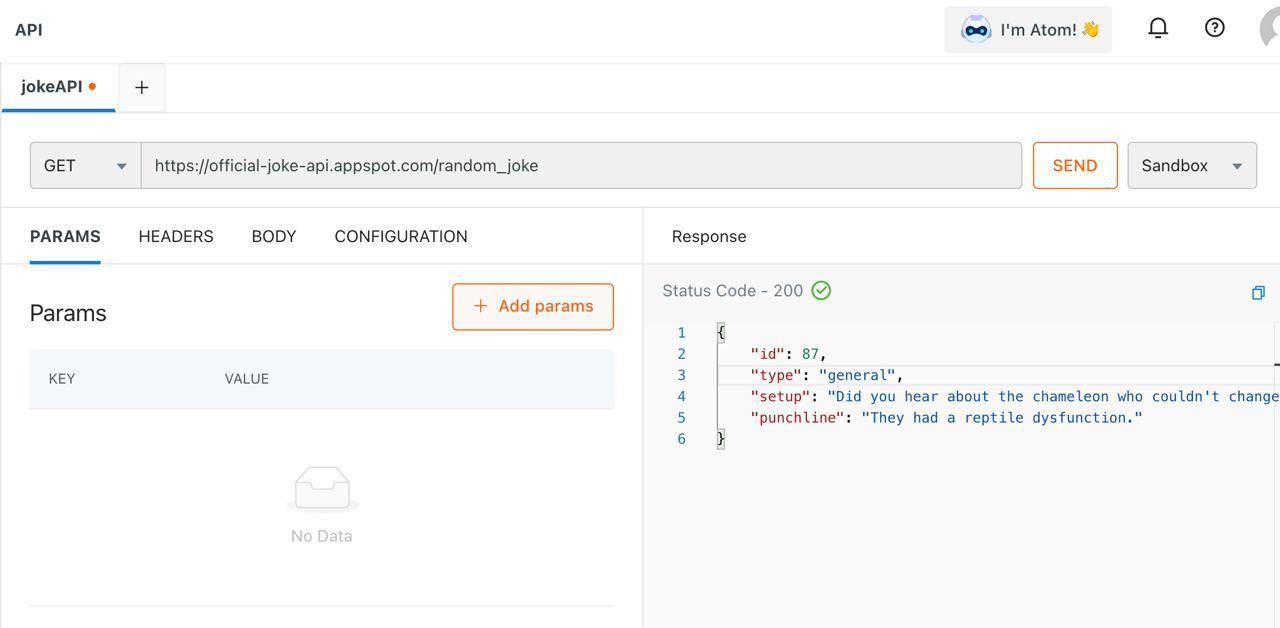 API
I'm Atom! 👋
jokeAPI
+
GET
https://official-joke-api.appspot.com/random_joke
SEND
Sandbox
PARAMS HEADERS BODY CONFIGURATION
Response
Params
+ Add params
KEY VALUE
No Data
Status Code - 200
1 {
2 "id": 87,
3 "type": "general",
4 "setup": "Did you hear about the chameleon who couldn't change
5 "punchline": "They had a reptile dysfunction."
6 }